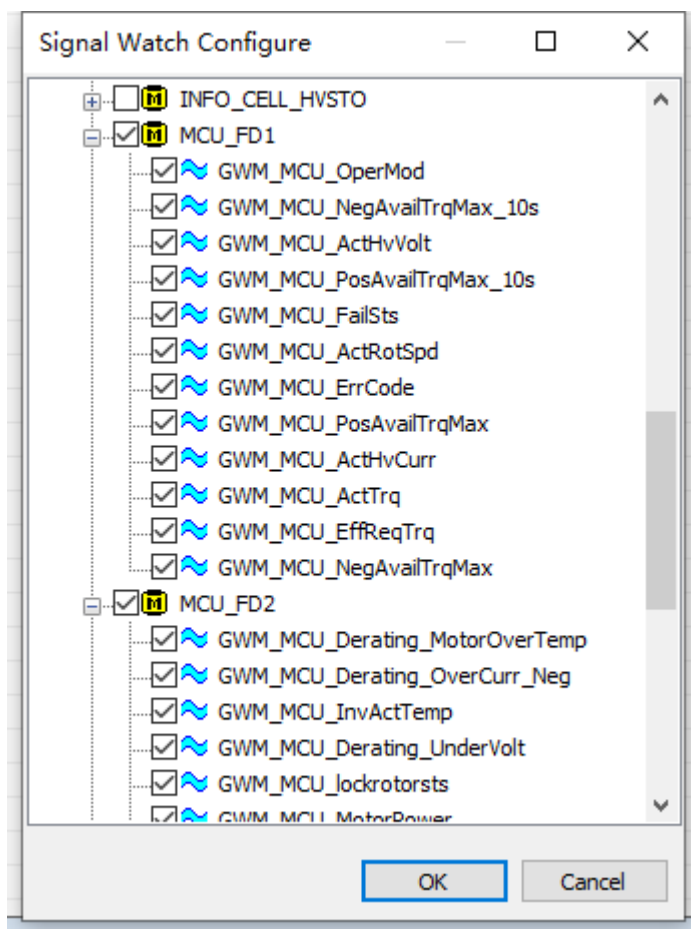 Signal Watch Configure
INFO_CELL_HVSTO
MCU_FD1
GWM_MCU_OperMod
GWM_MCU_NegAvailTrqMax_10s
GWM_MCU_ActHvVolt
GWM_MCU_PosAvailTrqMax_10s
GWM_MCU_FailSts
GWM_MCU_ActRotSpd
GWM_MCU_ErrCode
GWM_MCU_PosAvailTrqMax
GWM_MCU_ActHvCurr
GWM_MCU_ActTrq
GWM_MCU_EffReqTrq
GWM_MCU_NegAvailTrqMax
MCU_FD2
GWM_MCU_Derating_MotorOverTemp
GWM_MCU_Derating_OverCurr_Neg
GWM_MCU_InvActTemp
GWM_MCU_Derating_UnderVolt
GWM_MCU_lockrotorsts
GWM_MCU_MotorPower
OK Cancel